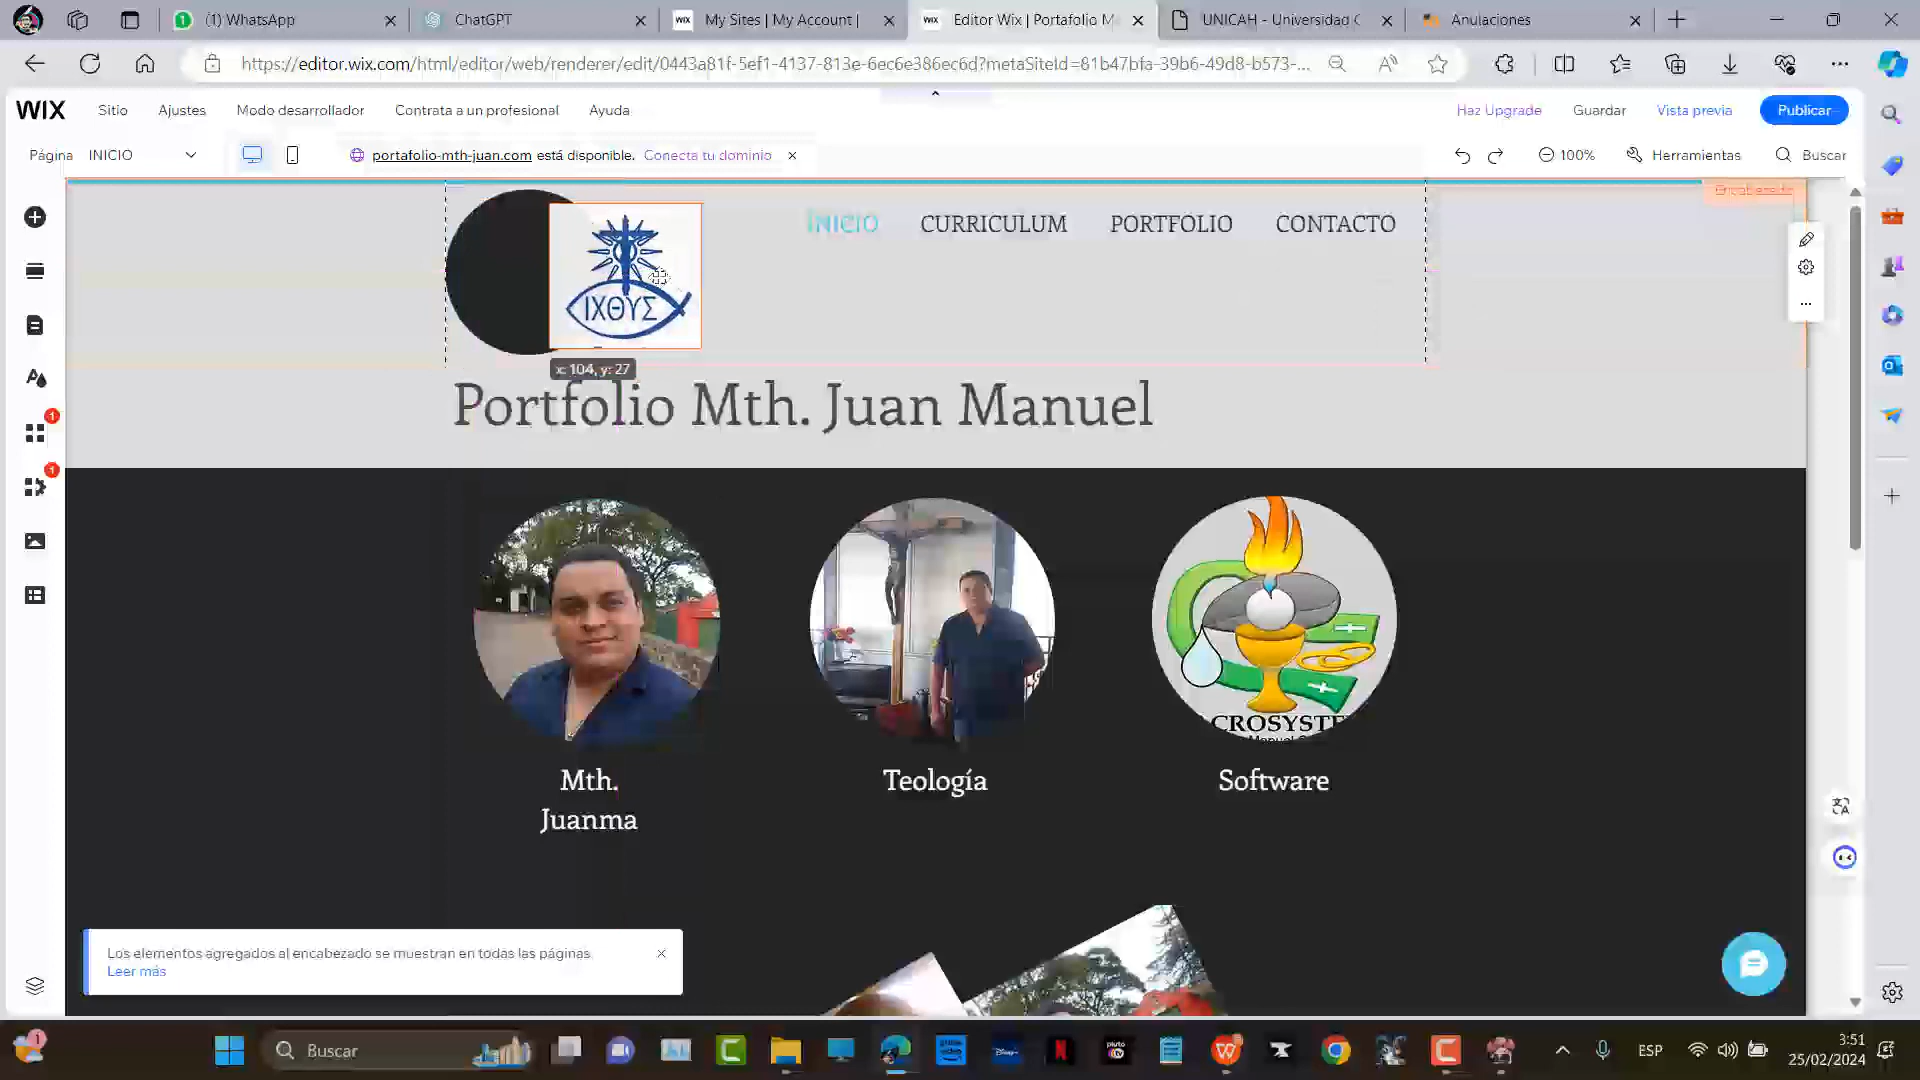 (1) WhatsApp
ChatGPT
My Sites | My Account |
Editor Wix | Portafolio M
UNICAH - Universidad C
Anulaciones
https://editor.wix.com/html/editor/web/renderer/edit/0443a81f-5ef1-4137-813e-6ec6e386ec6d?metaSiteId=81b47bfa-39b6-49d8-b573-...
WIX
Sitio
Ajustes
Modo desarrollador
Contrata a un profesional
Ayuda
Haz Upgrade
Guardar
Vista previa
Publicar
Página INICIO
portafolio-mth-juan.com está disponible. Conecta tu dominio
100%
Herramientas
Buscar
Encabezado
INICIO
CURRICULUM
PORTFOLIO
CONTACTO
ΙΧΘΥΣ
x: 104, y: 27
Portfolio Mth. Juan Manuel
CROSYSTE
Mth.
Juanma
Teología
Software
Los elementos agregados al encabezado se muestran en todas las páginas.
Leer más
Buscar
ESP
3:51
25/02/2024